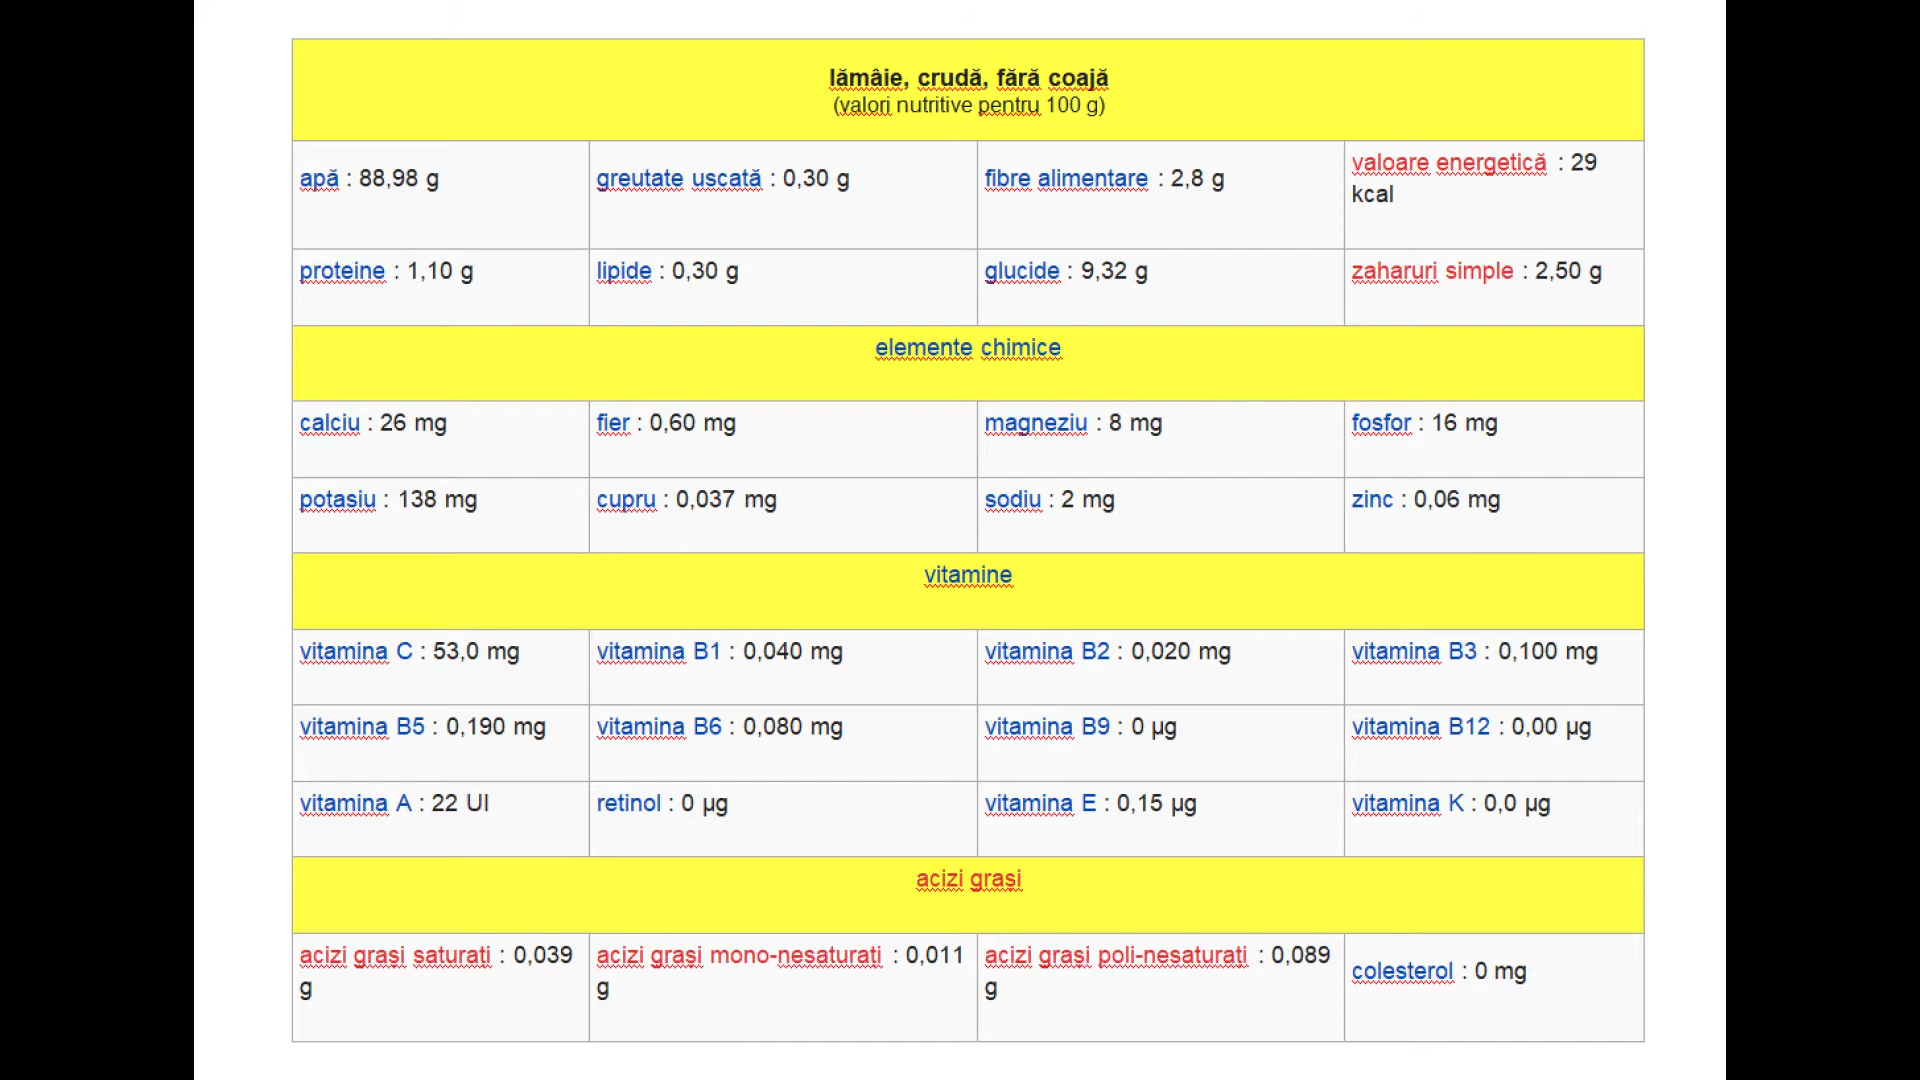 lămâie, crudă, fără coajă
(valori nutritive pentru 100 g)
apă : 88,98 g
greutate uscată : 0,30 g
fibre alimentare : 2,8 g
valoare energetică : 29
kcal
proteine : 1,10 g
lipide : 0,30 g
glucide : 9,32 g
zaharuri simple : 2,50 g
elemente chimice
calciu : 26 mg
fier : 0,60 mg
magneziu : 8 mg
fosfor : 16 mg
potasiu : 138 mg
cupru : 0,037 mg
sodiu : 2 mg
zinc : 0,06 mg
vitamine
vitamina C : 53,0 mg
vitamina B1 : 0,040 mg
vitamina B2 : 0,020 mg
vitamina B3 : 0,100 mg
vitamina B5 : 0,190 mg
vitamina B6 : 0,080 mg
vitamina B9 : 0 µg
vitamina B12 : 0,00 µg
vitamina A : 22 UI
retinol : 0 µg
vitamina E : 0,15 µg
vitamina K : 0,0 µg
acizi grași
acizi grași saturați : 0,039
g
acizi grași mono-nesaturați : 0,011
g
acizi grași poli-nesaturați : 0,089
g
colesterol : 0 mg